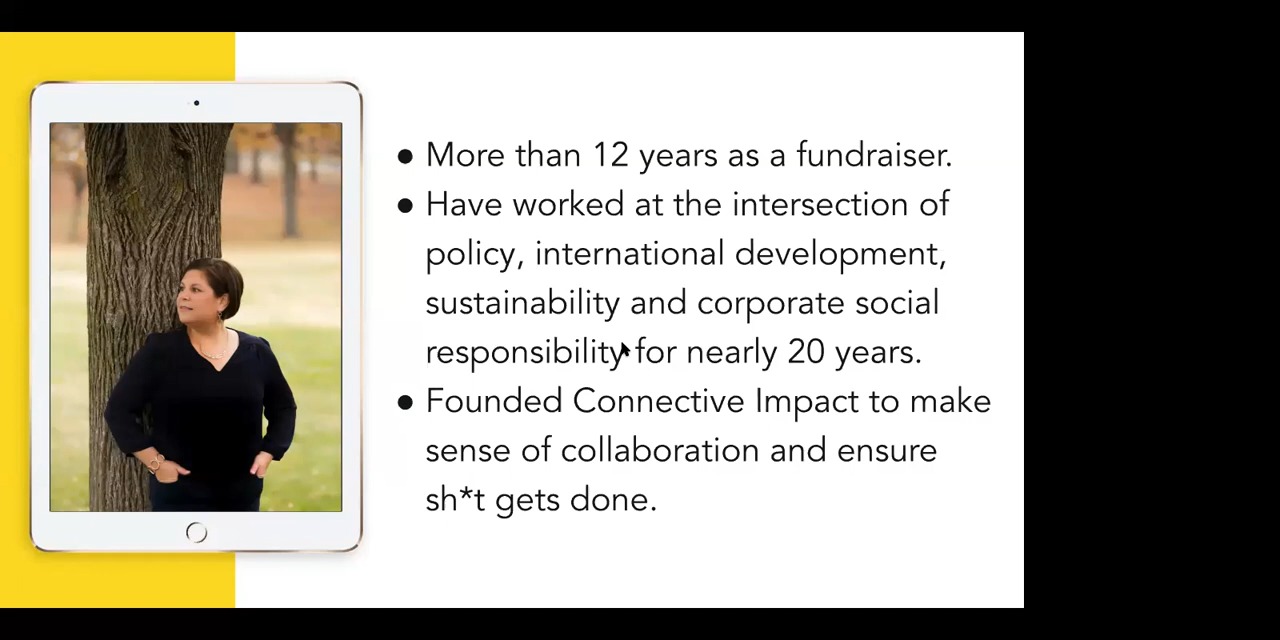 ● More than 12 years as a fundraiser.
● Have worked at the intersection of
policy, international development,
sustainability and corporate social
responsibility for nearly 20 years.
● Founded Connective Impact to make
sense of collaboration and ensure
sh*t gets done.